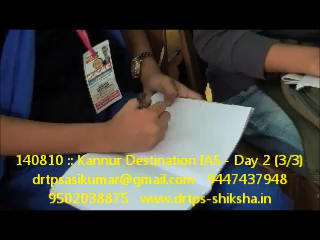 140810 :: Kannur Destination IAS - Day 2 (3/3)
drtpsasikumar@gmail.com 9447437948
9502038875 www.drtps-shiksha.in